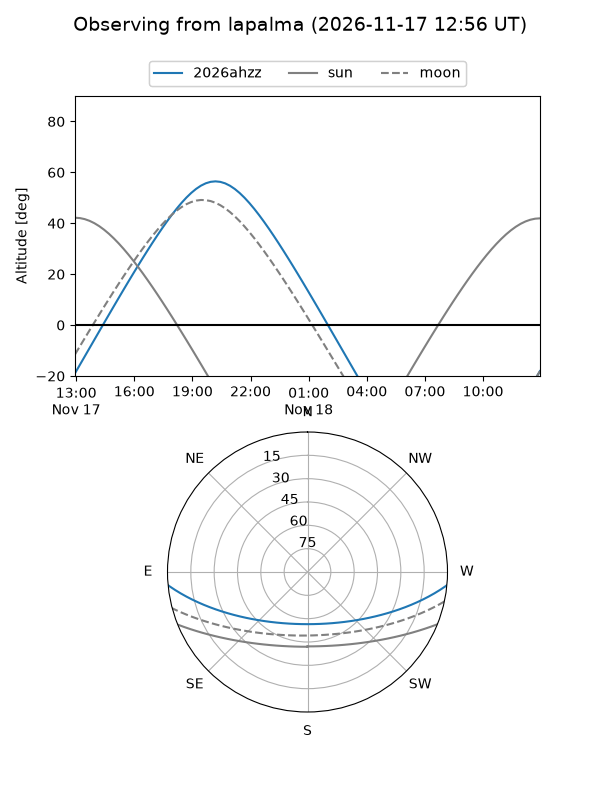 Observing from lapalma (2026-11-17 12:56 UT)
2026ahzz sun moon
Altitude [deg]
80
60
40
20
0
−20
13:00 16:00 19:00 22:00 01:00 04:00 07:00 10:00
Nov 17 Nov 18
N
NE NW
15
30
45
60
75
E W
SE SW
S